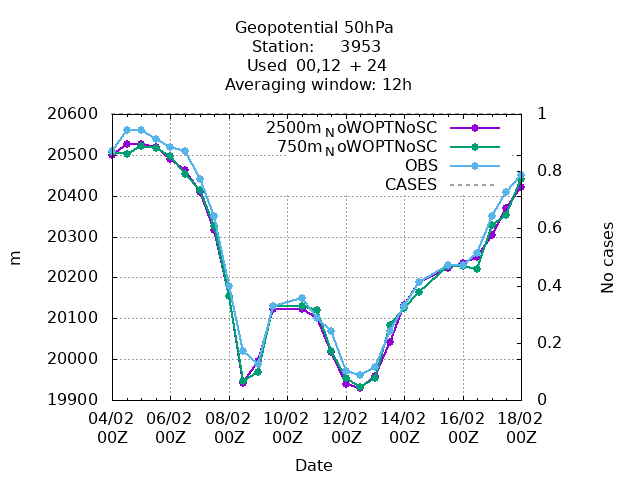 Geopotential 50hPa
Station: 3953
Used 00,12 + 24
Averaging window: 12h
20600
20500
20400
20300
20200
20100
20000
19900
m
2500mNoWOPTNoSC
750mNoWOPTNoSC
OBS
CASES
1
0.8
0.6
0.4
0.2
0
No cases
04/02 06/02 08/02 10/02 12/02 14/02 16/02 18/02
00Z 00Z 00Z 00Z 00Z 00Z 00Z 00Z
Date